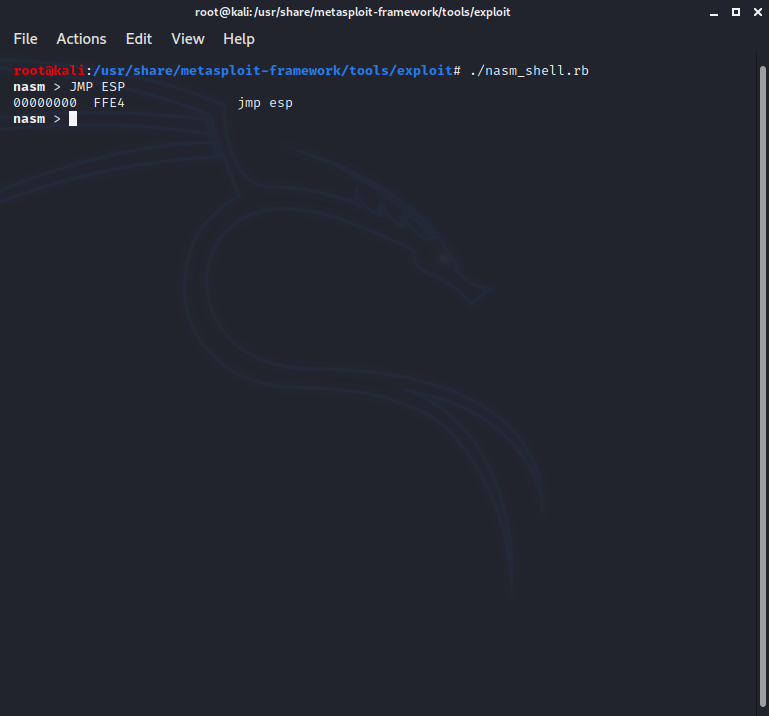 root@kali: /usr/share/metasploit-framework/tools/exploit
File Actions Edit View Help
root@kali:/usr/share/metasploit-framework/tools/exploit# ./nasm_shell.rb
nasm > JMP ESP
00000000  FFE4              jmp esp
nasm >